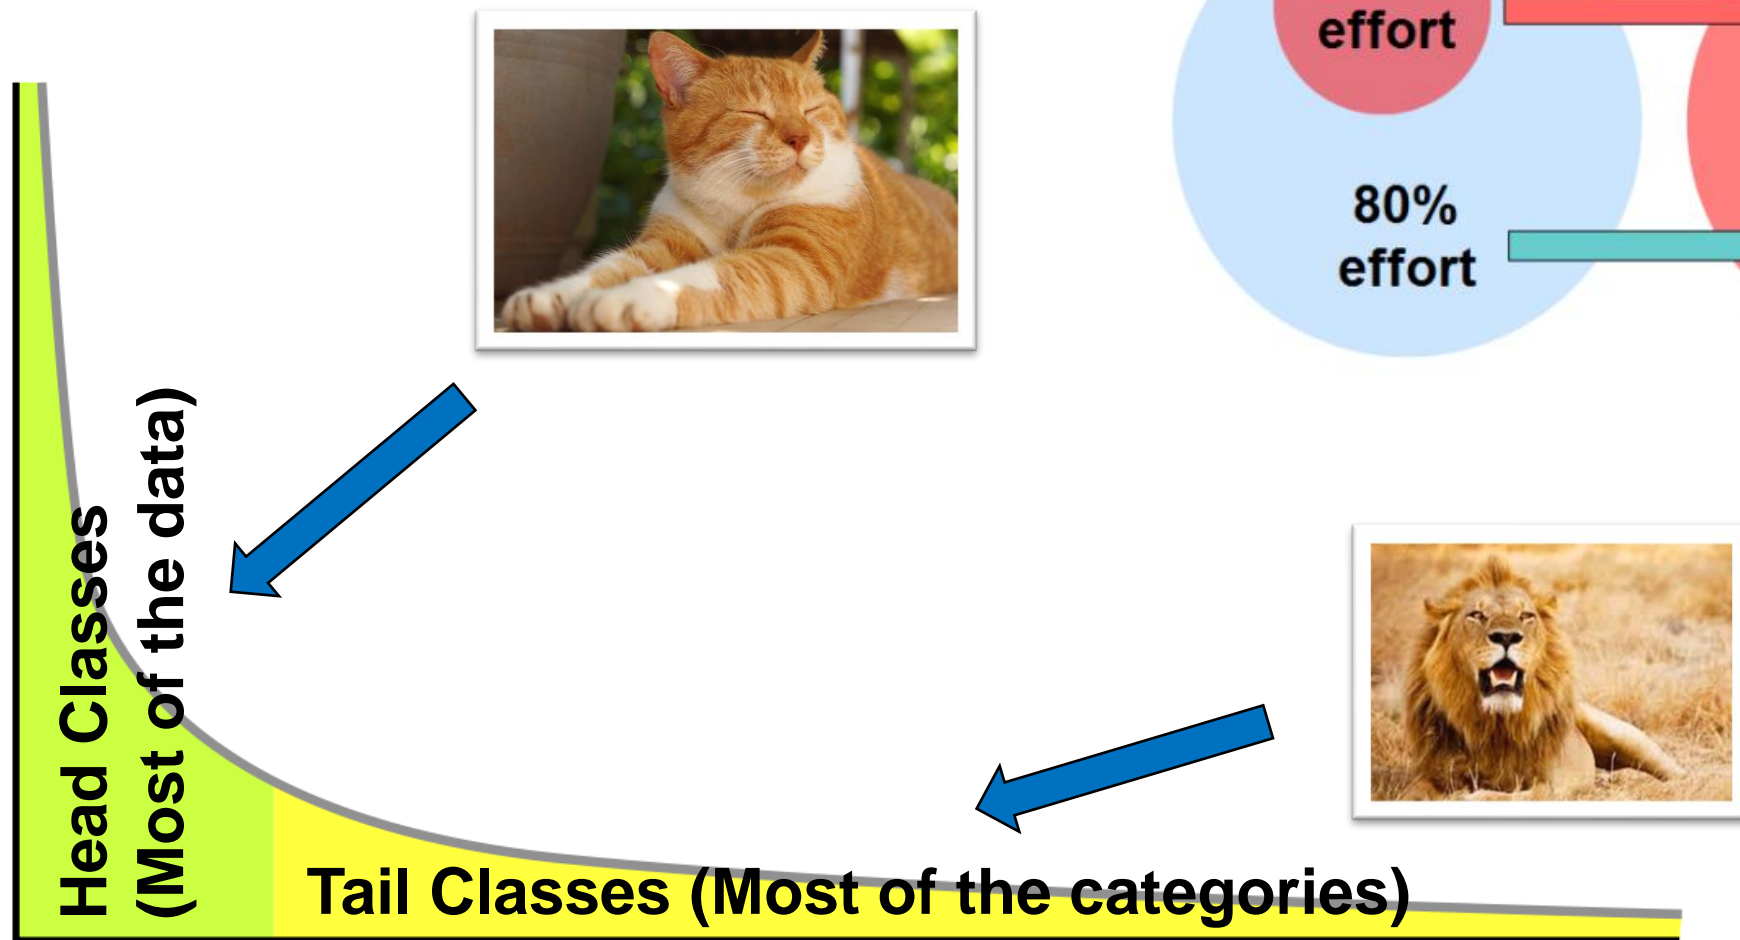 effort
80%
effort
Head Classes
(Most of the data)
Tail Classes (Most of the categories)